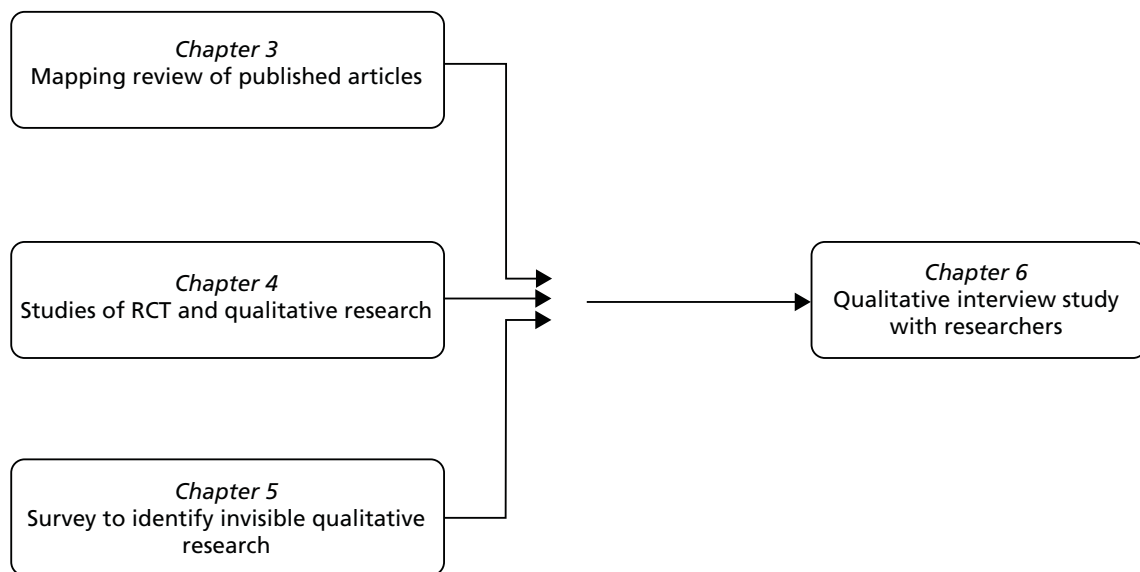 Chapter 3
Mapping review of published articles
Chapter 4
Studies of RCT and qualitative research
Chapter 5
Survey to identify invisible qualitative
research
Chapter 6
Qualitative interview study
with researchers